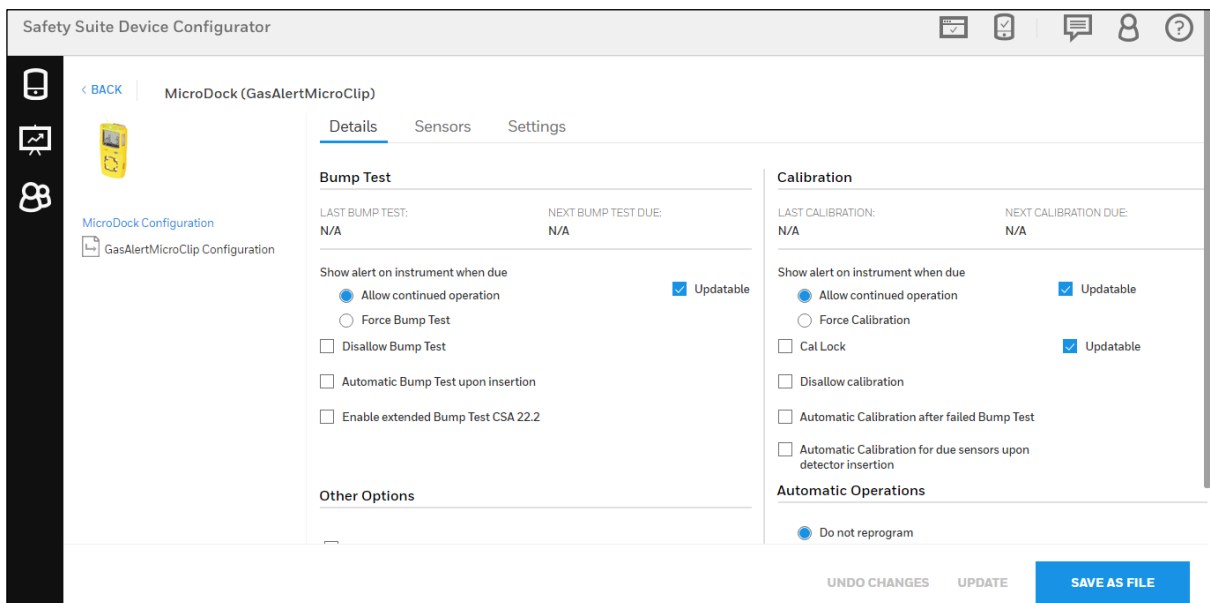 Safety Suite Device Configurator
< BACK
MicroDock (GasAlertMicroClip)
MicroDock Configuration
GasAlertMicroClip Configuration
Details Sensors Settings
Bump Test
LAST BUMP TEST: NEXT BUMP TEST DUE:
N/A N/A
Show alert on instrument when due
Allow continued operation Updatable
Force Bump Test
Disallow Bump Test
Automatic Bump Test upon insertion
Enable extended Bump Test CSA 22.2
Other Options
Calibration
LAST CALIBRATION: NEXT CALIBRATION DUE:
N/A N/A
Show alert on instrument when due
Allow continued operation Updatable
Force Calibration
Cal Lock Updatable
Disallow calibration
Automatic Calibration after failed Bump Test
Automatic Calibration for due sensors upon
detector insertion
Automatic Operations
Do not reprogram
UNDO CHANGES UPDATE SAVE AS FILE